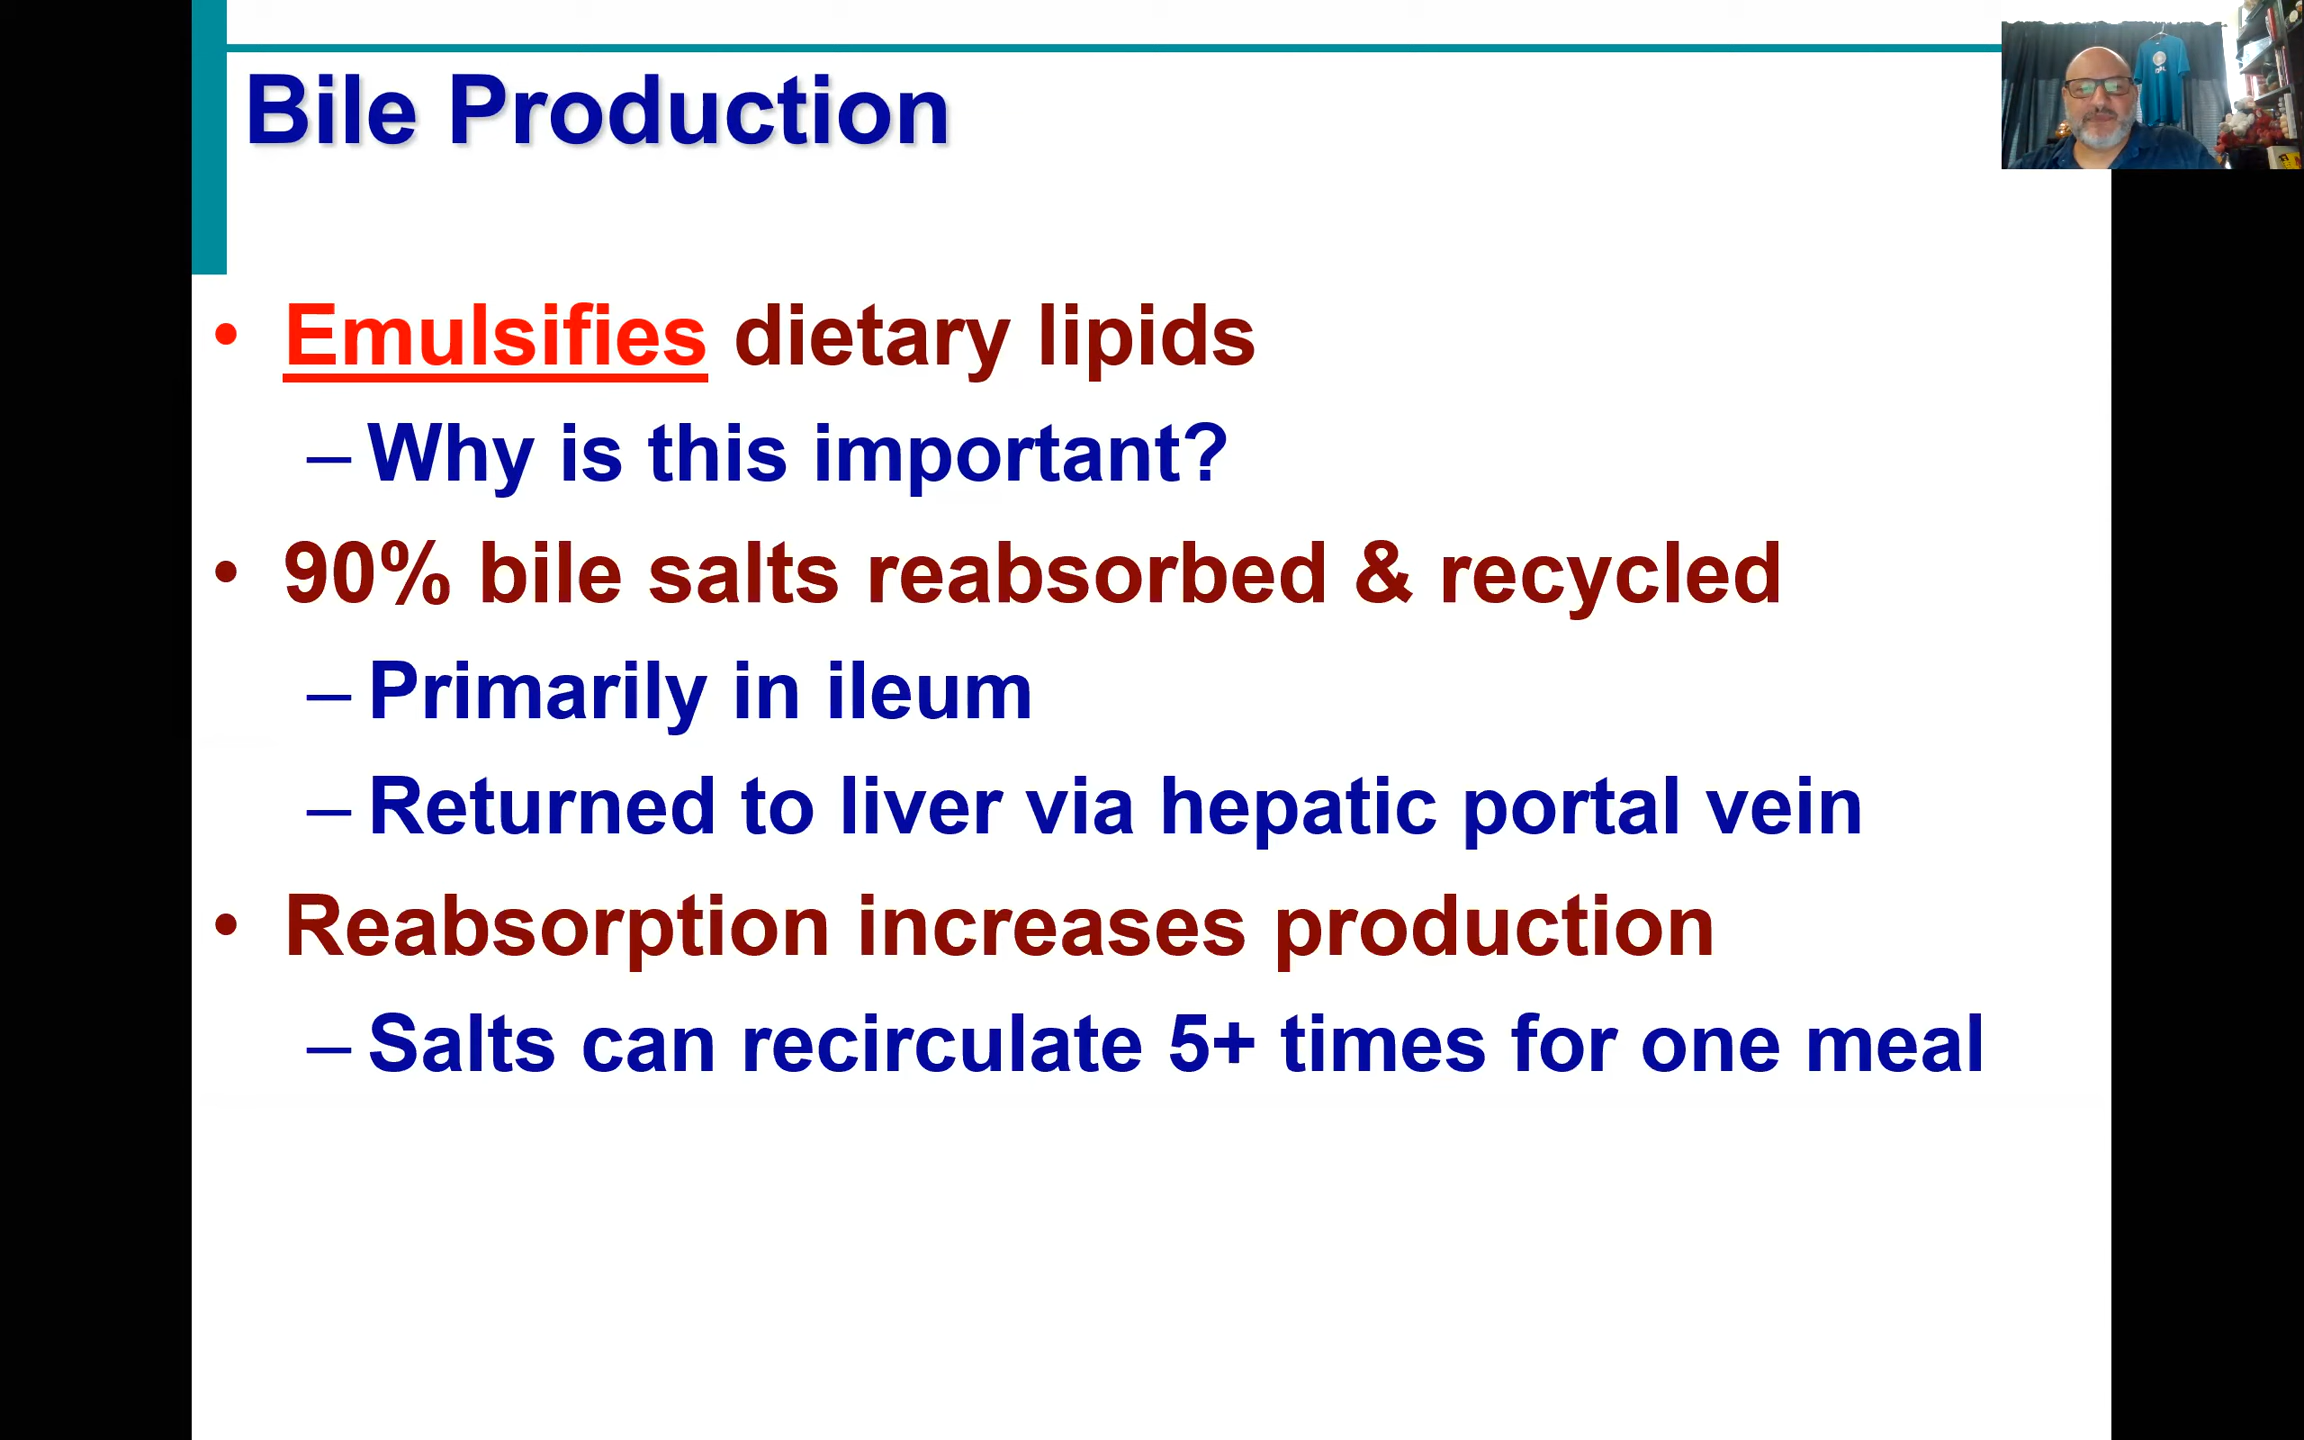 Bile Production
• Emulsifies dietary lipids
– Why is this important?
• 90% bile salts reabsorbed & recycled
– Primarily in ileum
– Returned to liver via hepatic portal vein
• Reabsorption increases production
– Salts can recirculate 5+ times for one meal